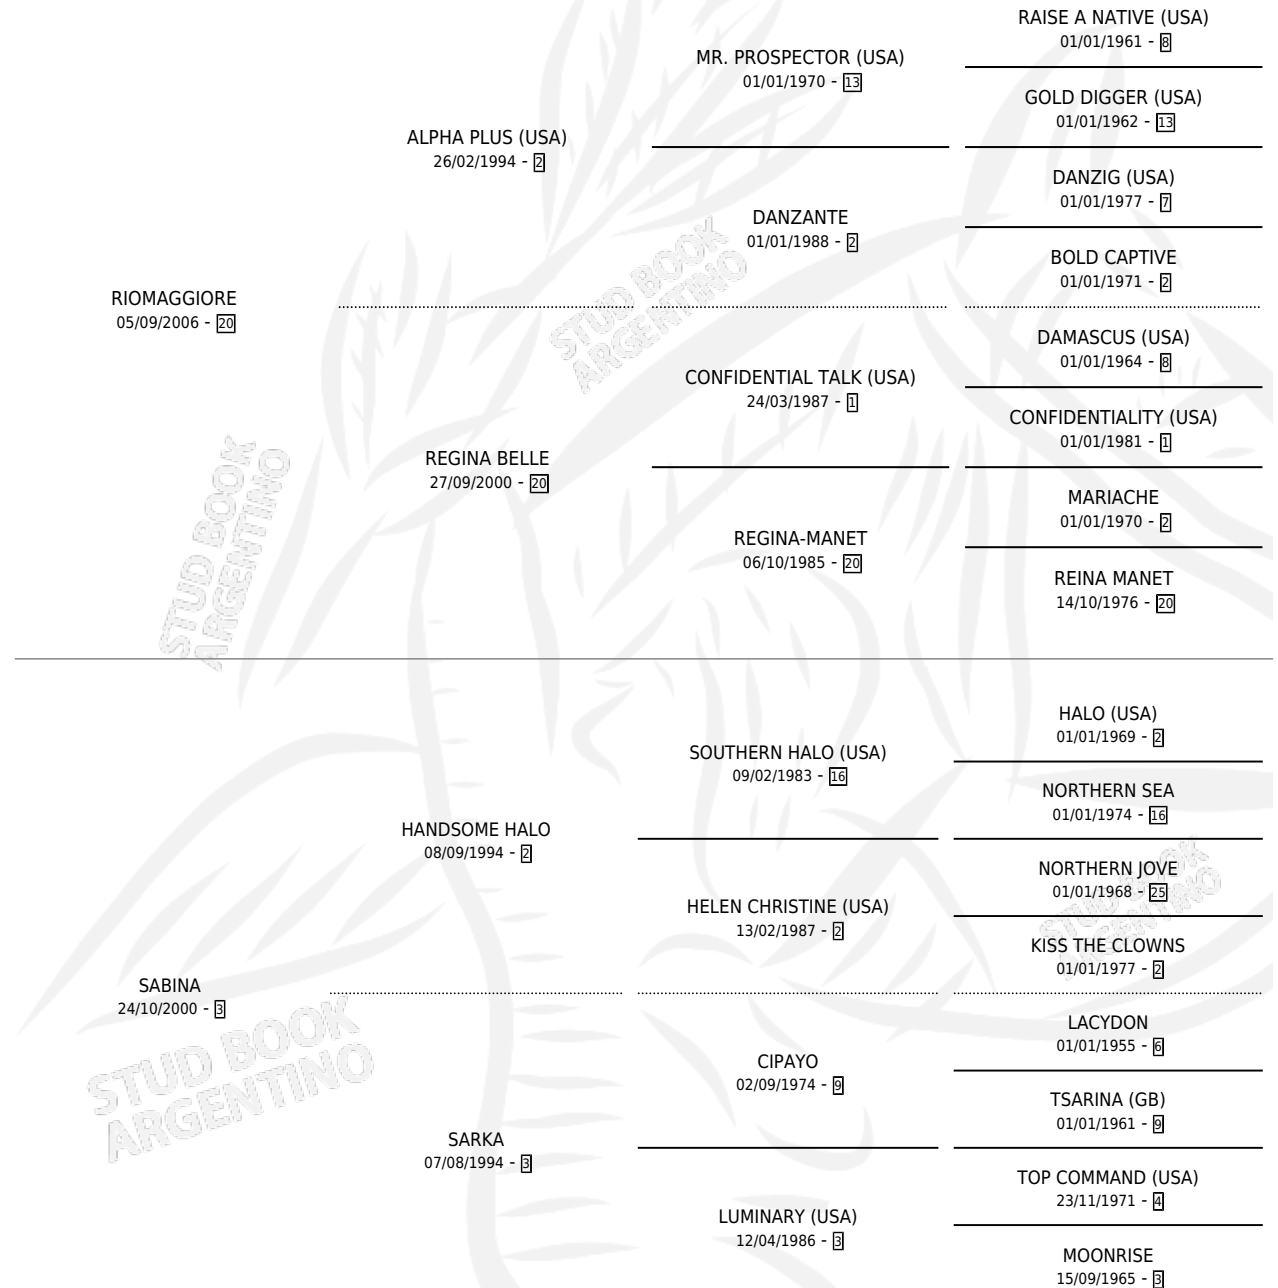 RAISE A NATIVE (USA)
01/01/1961 - 8
MR. PROSPECTOR (USA)
01/01/1970 - 13
GOLD DIGGER (USA)
01/01/1962 - 13
ALPHA PLUS (USA)
26/02/1994 - 2
DANZIG (USA)
01/01/1977 - 7
DANZANTE
01/01/1988 - 2
BOLD CAPTIVE
01/01/1971 - 2
RIOMAGGIORE
05/09/2006 - 20
DAMASCUS (USA)
01/01/1964 - 8
CONFIDENTIAL TALK (USA)
24/03/1987 - 1
CONFIDENTIALITY (USA)
01/01/1981 - 1
REGINA BELLE
27/09/2000 - 20
MARIACHE
01/01/1970 - 2
REGINA-MANET
06/10/1985 - 20
REINA MANET
14/10/1976 - 20
HALO (USA)
01/01/1969 - 2
SOUTHERN HALO (USA)
09/02/1983 - 16
NORTHERN SEA
01/01/1974 - 16
HANDSOME HALO
08/09/1994 - 2
NORTHERN JOVE
01/01/1968 - 25
HELEN CHRISTINE (USA)
13/02/1987 - 2
KISS THE CLOWNS
01/01/1977 - 2
SABINA
24/10/2000 - 3
LACYDON
01/01/1955 - 6
CIPAYO
02/09/1974 - 9
TSARINA (GB)
01/01/1961 - 9
SARKA
07/08/1994 - 3
TOP COMMAND (USA)
23/11/1971 - 4
LUMINARY (USA)
12/04/1986 - 3
MOONRISE
15/09/1965 - 3
STUD BOOK
ARGENTINO
STUD BOOK
ARGENTINO
STUD BOOK
ARGENTINO
STUD BOOK
ARGENTINO